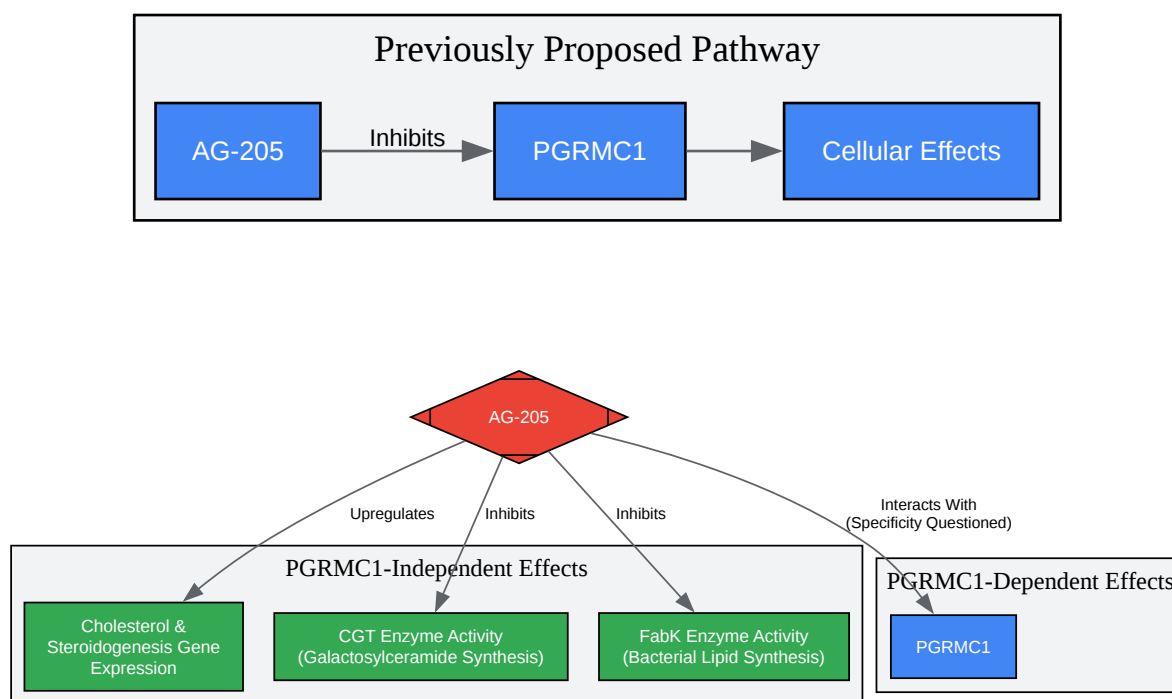 Previously Proposed Pathway
AG-205
Inhibits
PGRMC1
Cellular Effects
AG-205
Upregulates
Inhibits
Inhibits
Interacts With
(Specificity Questioned)
PGRMC1-Independent Effects
PGRMC1-Dependent Effects
Cholesterol &
Steroidogenesis Gene
Expression
CGT Enzyme Activity
(Galactosylceramide Synthesis)
FabK Enzyme Activity
(Bacterial Lipid Synthesis)
PGRMC1